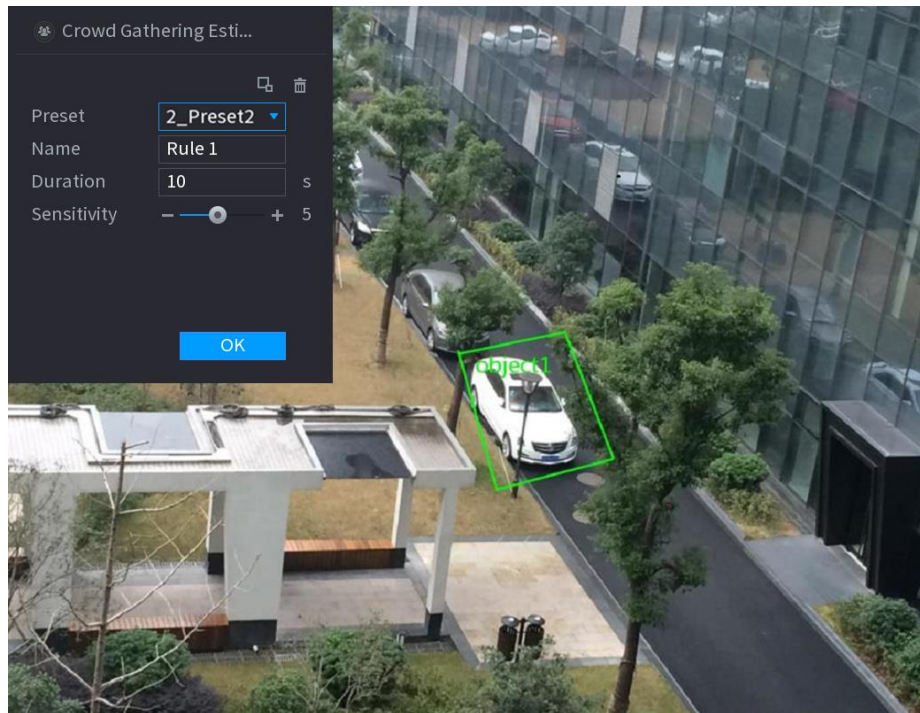 Crowd Gathering Esti...
Preset 2_Preset2
Name Rule 1
Duration 10 s
Sensitivity − + 5
OK
object1